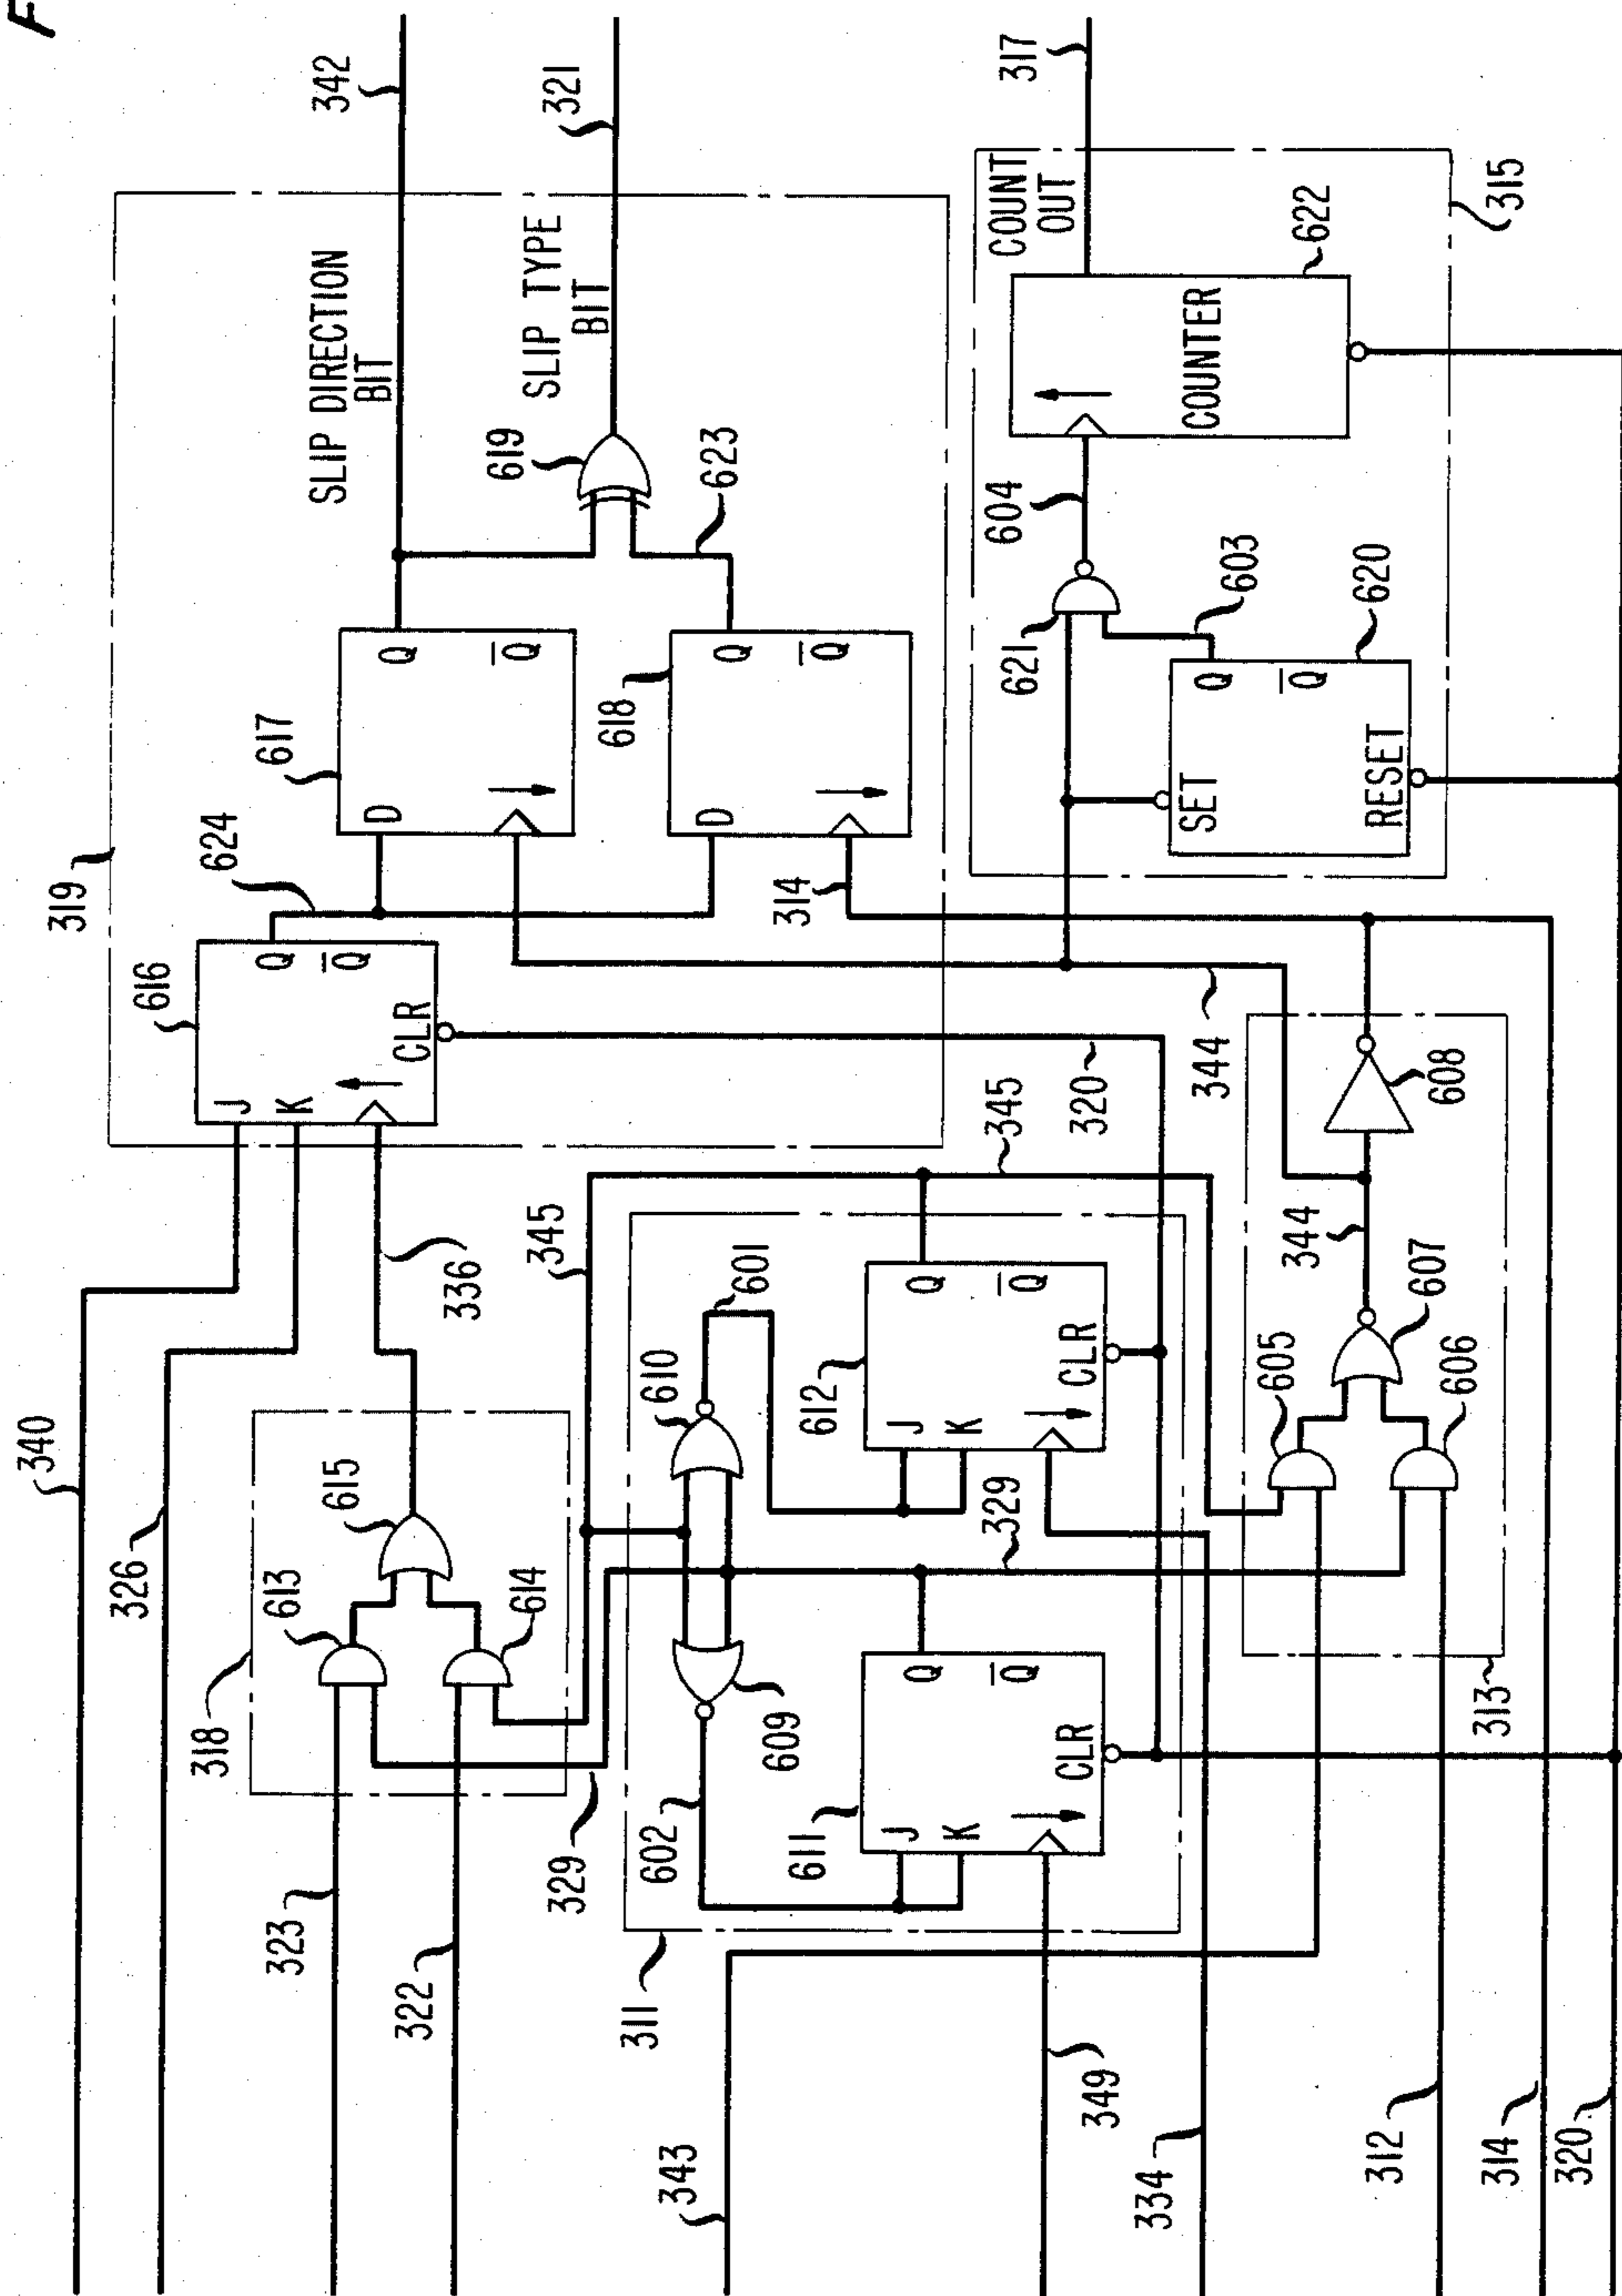 F
342
SLIP DIRECTION
BIT
321
SLIP TYPE
BIT
317
COUNT
OUT
315
622
COUNTER
319
624
617
D
Q
Q
619
623
618
D
Q
Q
604
621
603
620
Q
Q
SET
RESET
616
J
K
Q
Q
CLR
314
344
320
345
340
326
336
318
613
615
614
323
322
329
345
601
610
602
609
612
J
K
Q
Q
CLR
329
611
J
K
Q
Q
CLR
311
608
344
605
607
606
313
343
349
334
312
314
320